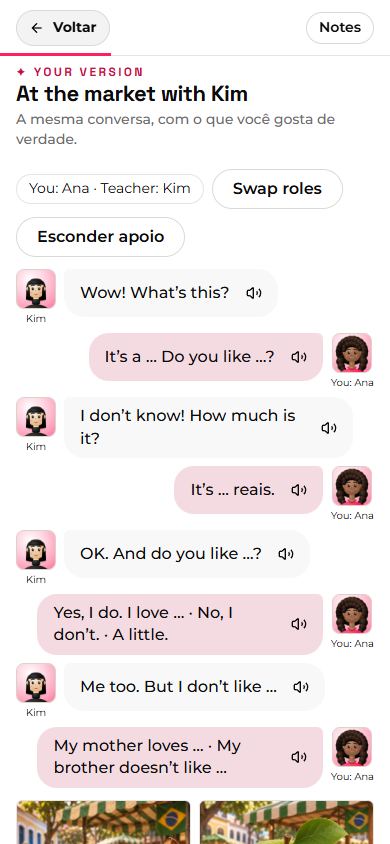 ← Voltar
Notes
✦ YOUR VERSION
At the market with Kim
A mesma conversa, com o que você gosta de
verdade.
You: Ana · Teacher: Kim
Swap roles
Esconder apoio
Wow! What’s this?
Kim
It’s a ... Do you like ...?
You: Ana
I don’t know! How much is
it?
Kim
It’s ... reais.
You: Ana
OK. And do you like ...?
Kim
Yes, I do. I love ... · No, I
don’t. · A little.
You: Ana
Me too. But I don’t like ...
Kim
My mother loves ... · My
brother doesn’t like ...
You: Ana